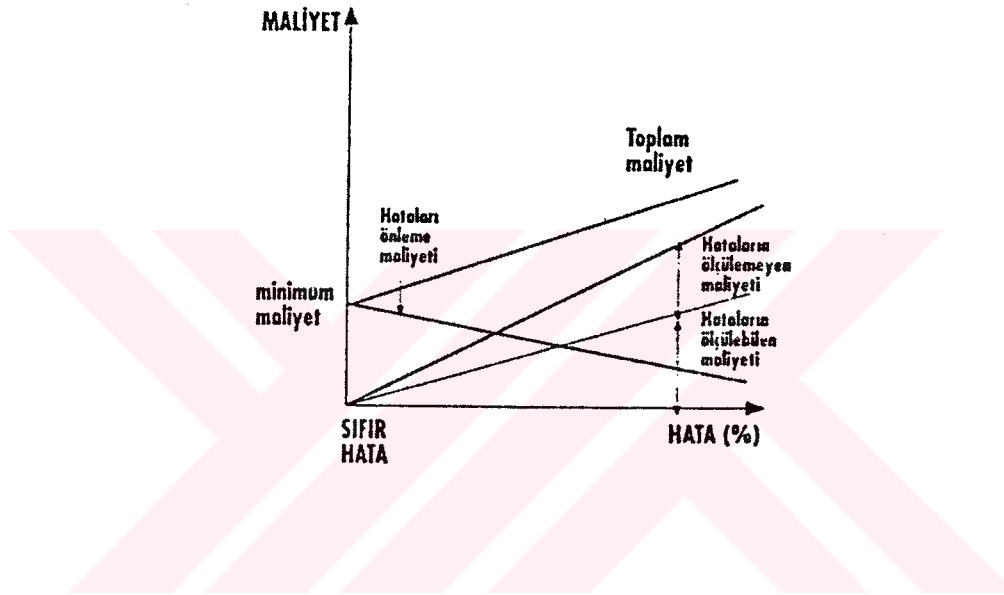 MALİYET
Toplam
maliyet
Hataları
önleme
maliyeti
Hataların
ölçülemeyen
maliyeti
minimum
maliyet
Hataların
ölçülebilen
maliyeti
SIFIR
HATA
HATA (%)